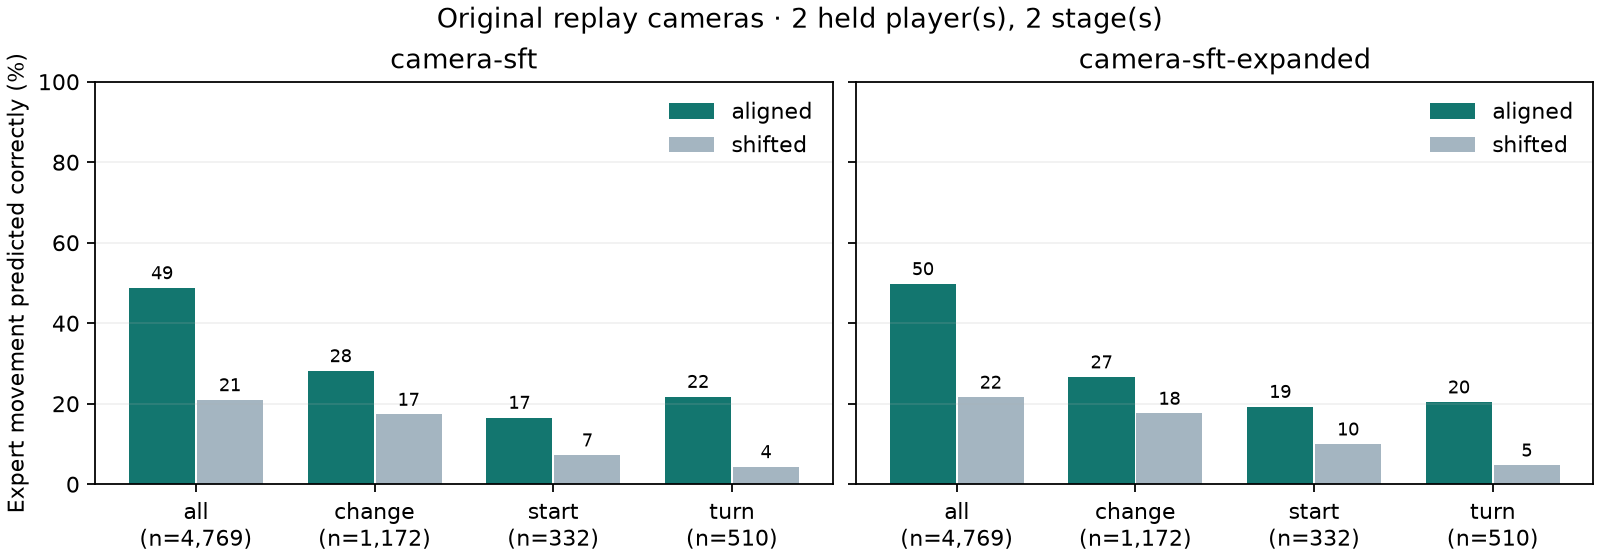 Original replay cameras · 2 held player(s), 2 stage(s)
camera-sft
camera-sft-expanded
Expert movement predicted correctly (%)
100
80
60
40
20
0
aligned
shifted
49
21
28
17
17
7
22
4
all
(n=4,769)
change
(n=1,172)
start
(n=332)
turn
(n=510)
aligned
shifted
50
22
27
18
19
10
20
5
all
(n=4,769)
change
(n=1,172)
start
(n=332)
turn
(n=510)